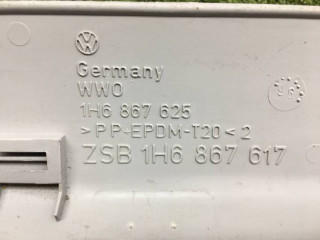 Germany
WWO
1H6 867 625
>PP-EPDM-T20<2
ZSB 1H6 867 617